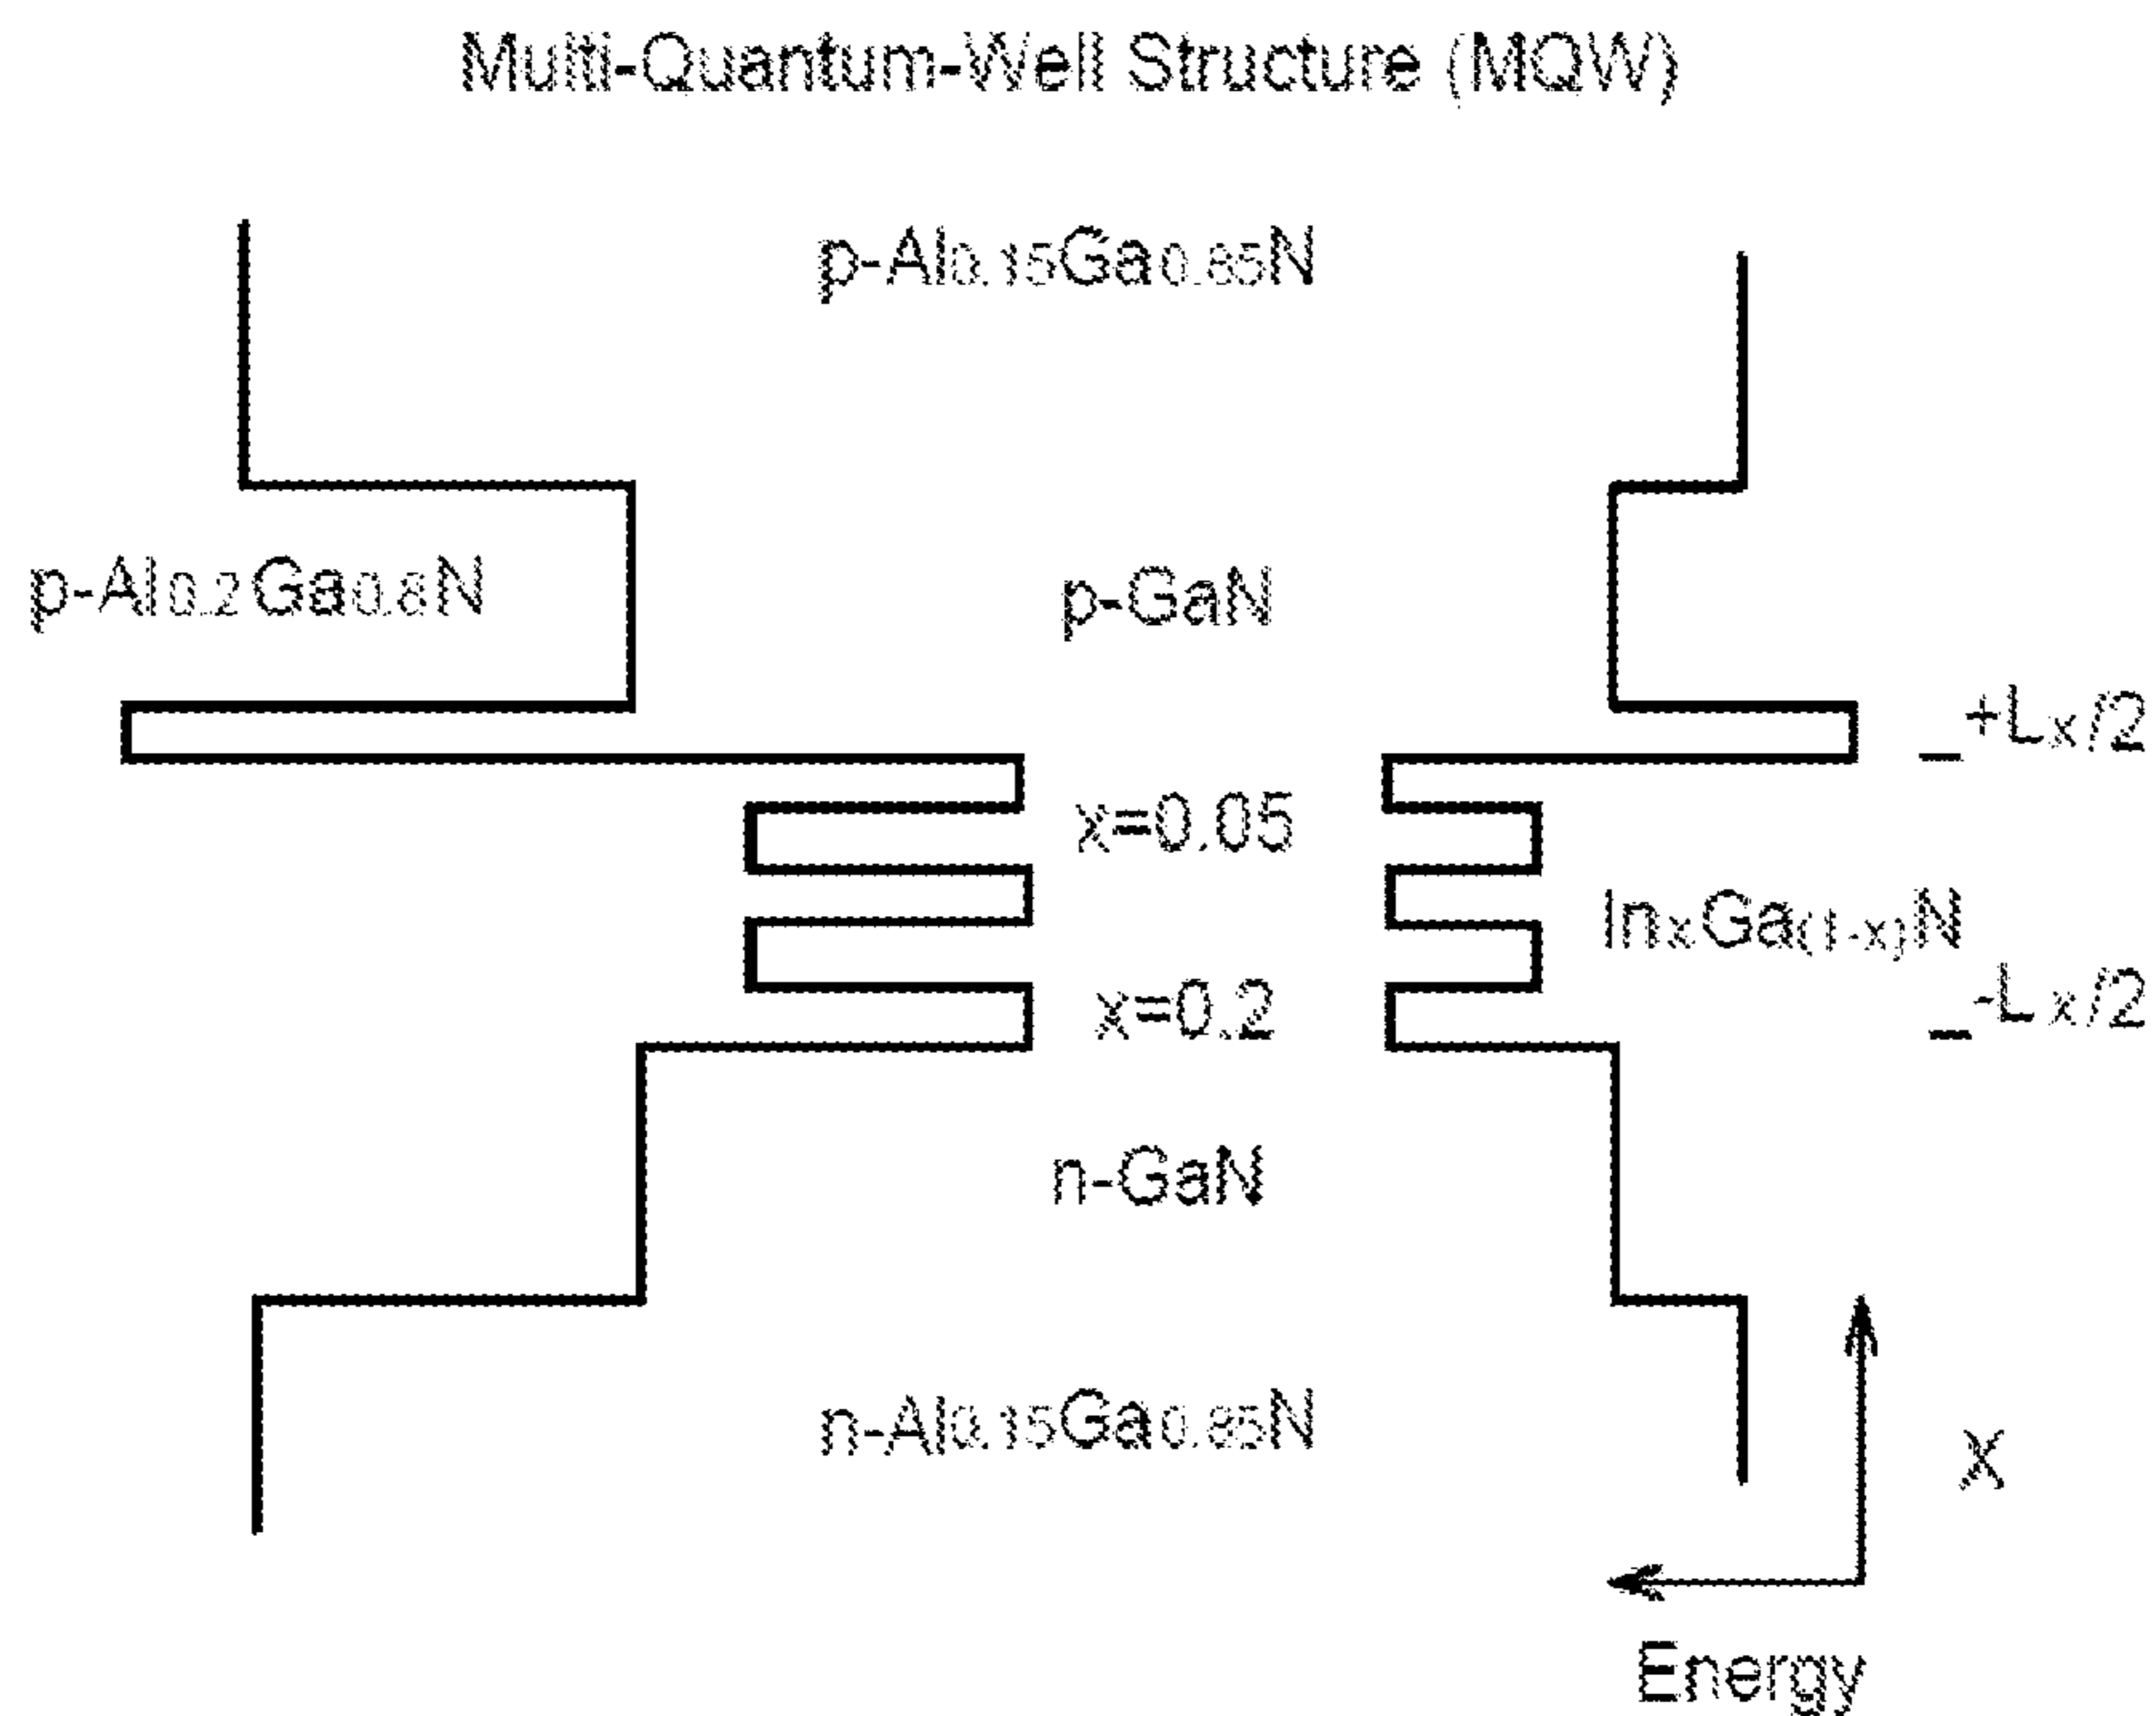 Multi-Quantum-Well Structure (MQW)
p-Al0.15Ga0.85N
p-Al0.2Ga0.8N
p-GaN
+Lx/2
x=0.05
InxGa(1-x)N
-Lx/2
x=0.2
n-GaN
n-Al0.15Ga0.85N
X
Energy